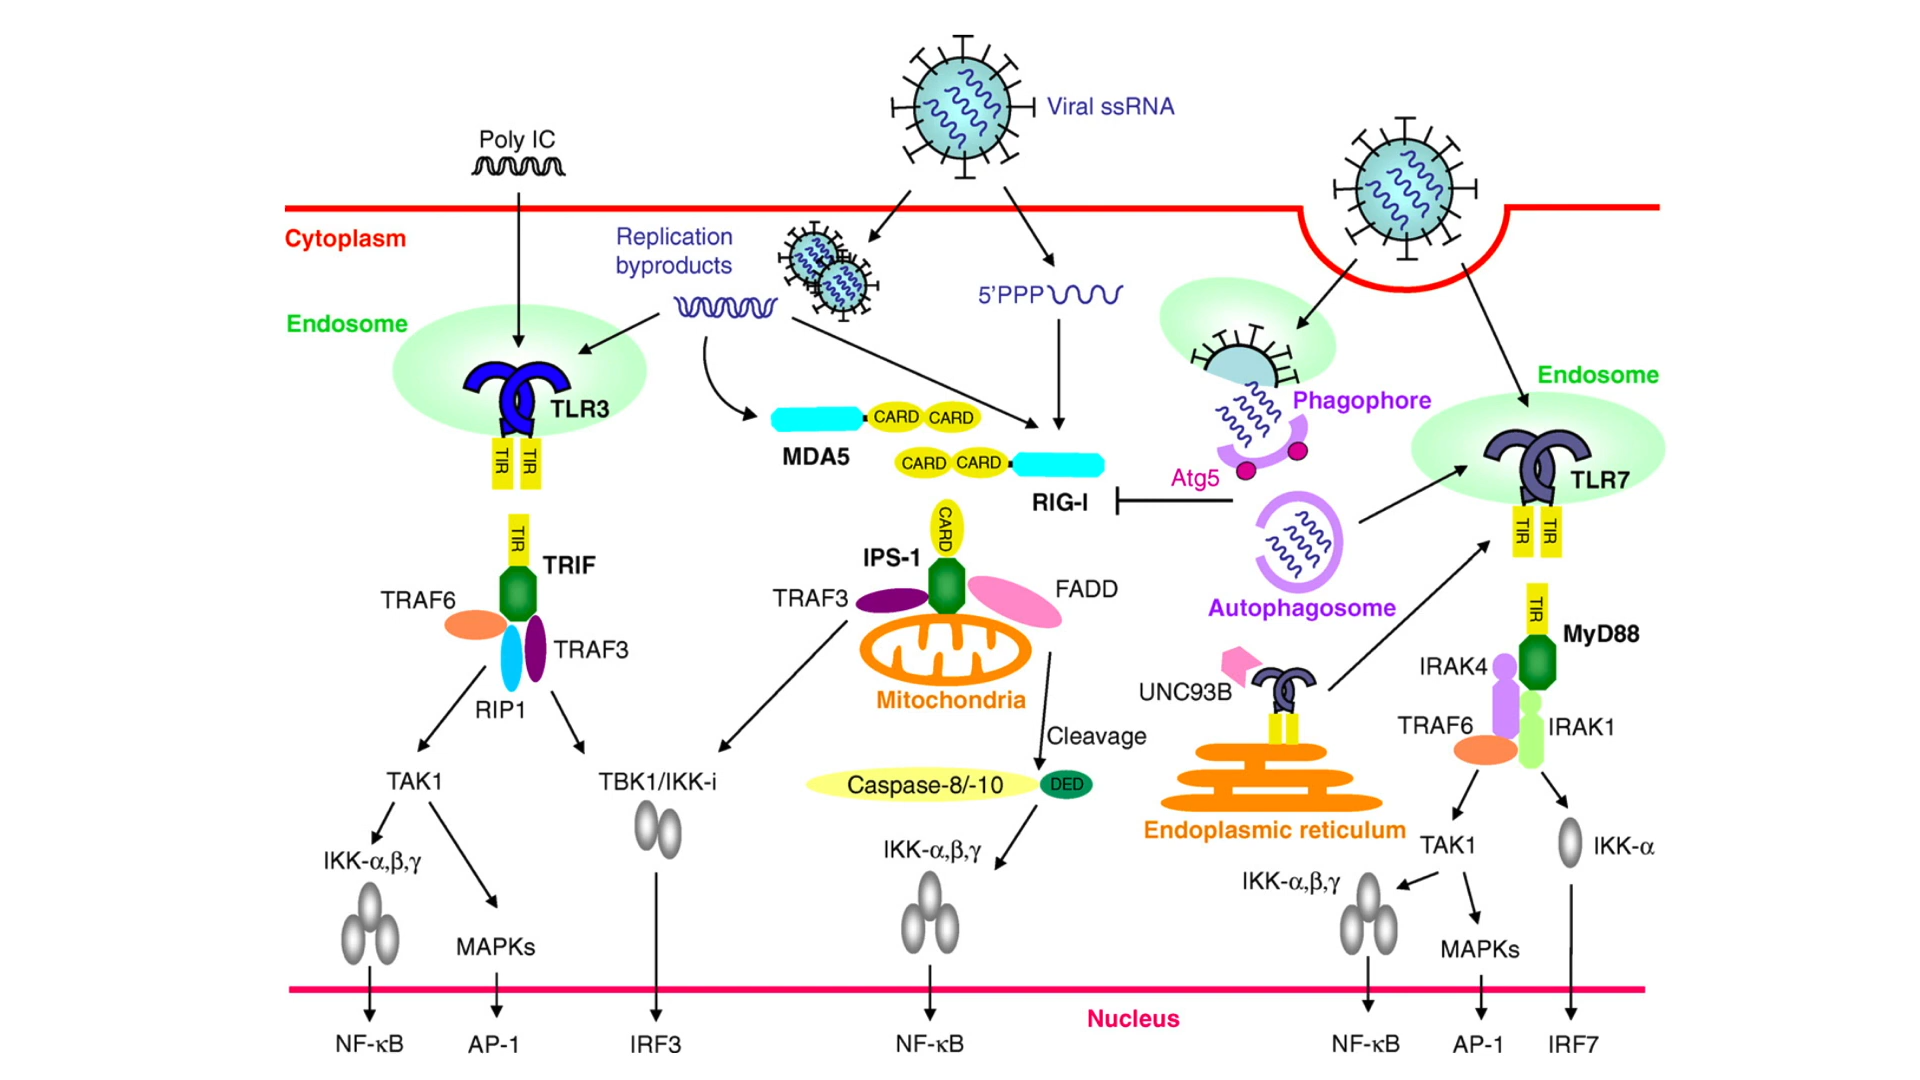 Viral ssRNA
Poly IC
Cytoplasm
Replication
byproducts
5'PPP
Endosome
TLR3
TIR
TIR
CARD
CARD
MDA5
CARD
CARD
RIG-I
Phagophore
Atg5
Endosome
TLR7
TIR
TIR
TIR
TRIF
TRAF6
TRAF3
RIP1
CARD
IPS-1
TRAF3
FADD
Mitochondria
Autophagosome
UNC93B
Endoplasmic reticulum
TIR
MyD88
IRAK4
TRAF6
IRAK1
TAK1
TBK1/IKK-i
Cleavage
Caspase-8/-10
DED
IKK-α,β,γ
MAPKs
IKK-α,β,γ
TAK1
IKK-α
IKK-α,β,γ
MAPKs
Nucleus
NF-κB
AP-1
IRF3
NF-κB
NF-κB
AP-1
IRF7